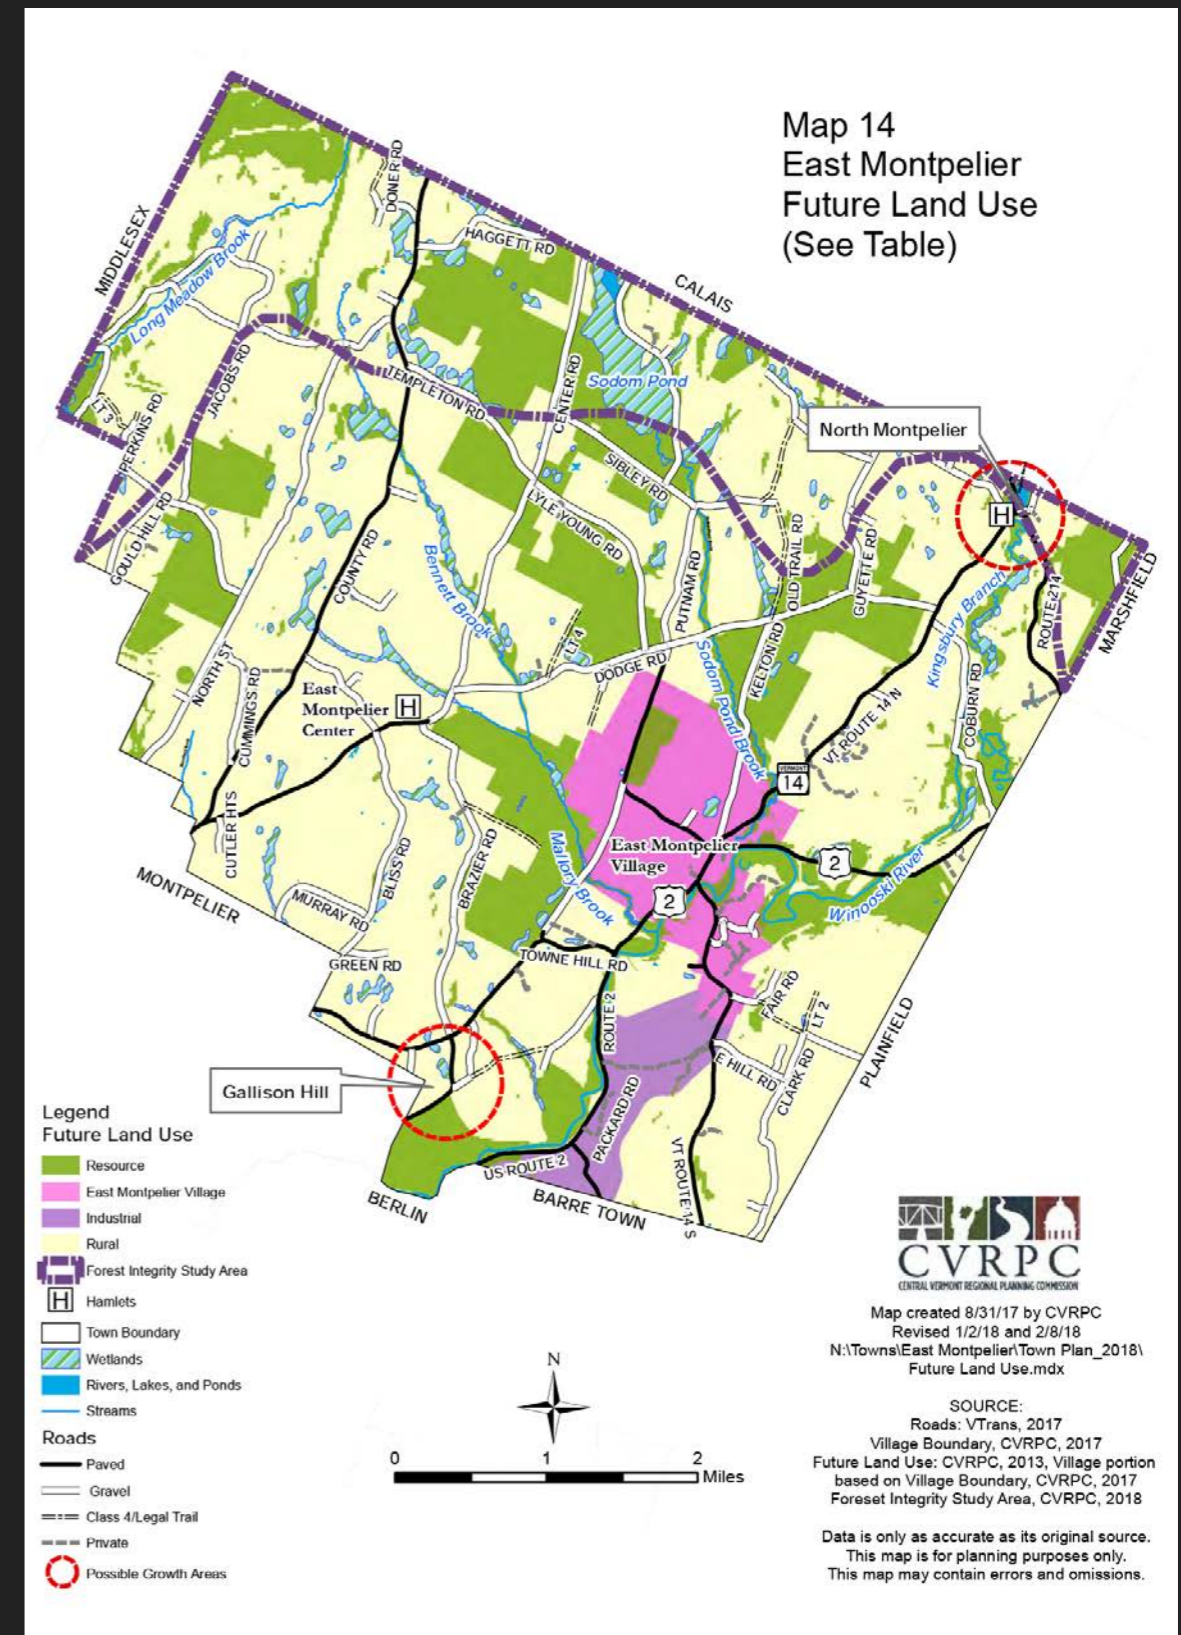 Map 14
East Montpelier
Future Land Use
(See Table)
MIDDLESEX
Long Meadow Brook
DONER RD
HAGGETT RD
CALAIS
JACOBS RD
LT 3
PERKINS RD
TEMPLETON RD
CENTER RD
Sodom Pond
North Montpelier
H
SIBLEY RD
LYLE YOUNG RD
GOULD HILL RD
COUNTY RD
Bennett Brook
PUTNAM RD
OLD TRAIL RD
GUYETTE RD
Kingsbury Branch
ROUTE 214
MARSHFIELD
LT 4
DODGE RD
Sodom Pond Brook
KELTON RD
NORTH ST
CUMMINGS RD
East
Montpelier
Center
H
VT ROUTE 14 N
COBURN RD
VERMONT
14
East Montpelier
Village
2
2
Winooski River
CUTLER HTS
BLISS RD
BRAZIER RD
Mallory Brook
MONTPELIER
MURRAY RD
GREEN RD
TOWNE HILL RD
FAIR RD
LT 2
ROUTE 2
E HILL RD
CLARK RD
PLAINFIELD
Gallison Hill
PACKARD RD
VT ROUTE 14 S
US ROUTE 2
BERLIN
BARRE TOWN
Legend
Future Land Use
Resource
East Montpelier Village
Industrial
Rural
Forest Integrity Study Area
H Hamlets
Town Boundary
Wetlands
Rivers, Lakes, and Ponds
Streams
Roads
Paved
Gravel
Class 4/Legal Trail
Private
Possible Growth Areas
N
0 1 2
Miles
CVRPC
CENTRAL VERMONT REGIONAL PLANNING COMMISSION
Map created 8/31/17 by CVRPC
Revised 1/2/18 and 2/8/18
N:\Towns\East Montpelier\Town Plan_2018\
Future Land Use.mdx
SOURCE:
Roads: VTrans, 2017
Village Boundary, CVRPC, 2017
Future Land Use: CVRPC, 2013, Village portion
based on Village Boundary, CVRPC, 2017
Foreset Integrity Study Area, CVRPC, 2018
Data is only as accurate as its original source.
This map is for planning purposes only.
This map may contain errors and omissions.